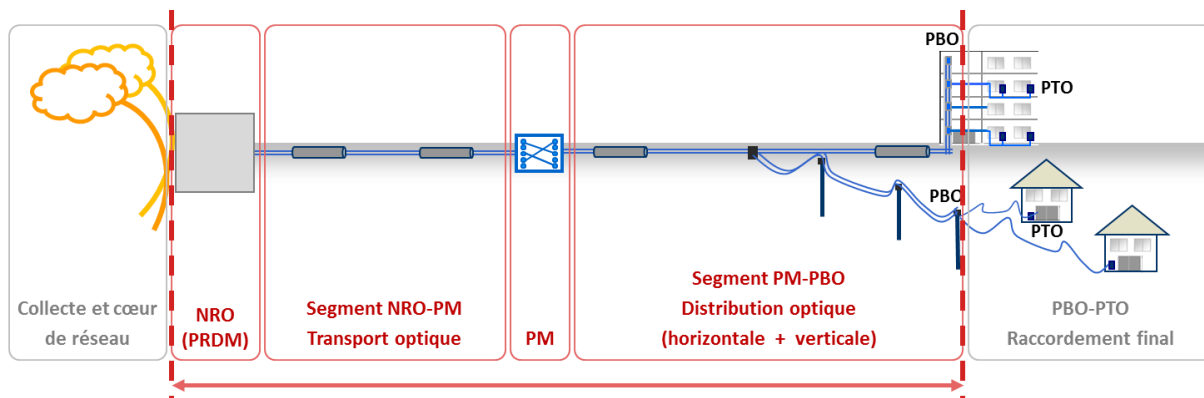 PBO
PTO
PBO
PTO
Collecte et cœur
de réseau
NRO
(PRDM)
Segment NRO-PM
Transport optique
PM
Segment PM-PBO
Distribution optique
(horizontale + verticale)
PBO-PTO
Raccordement final